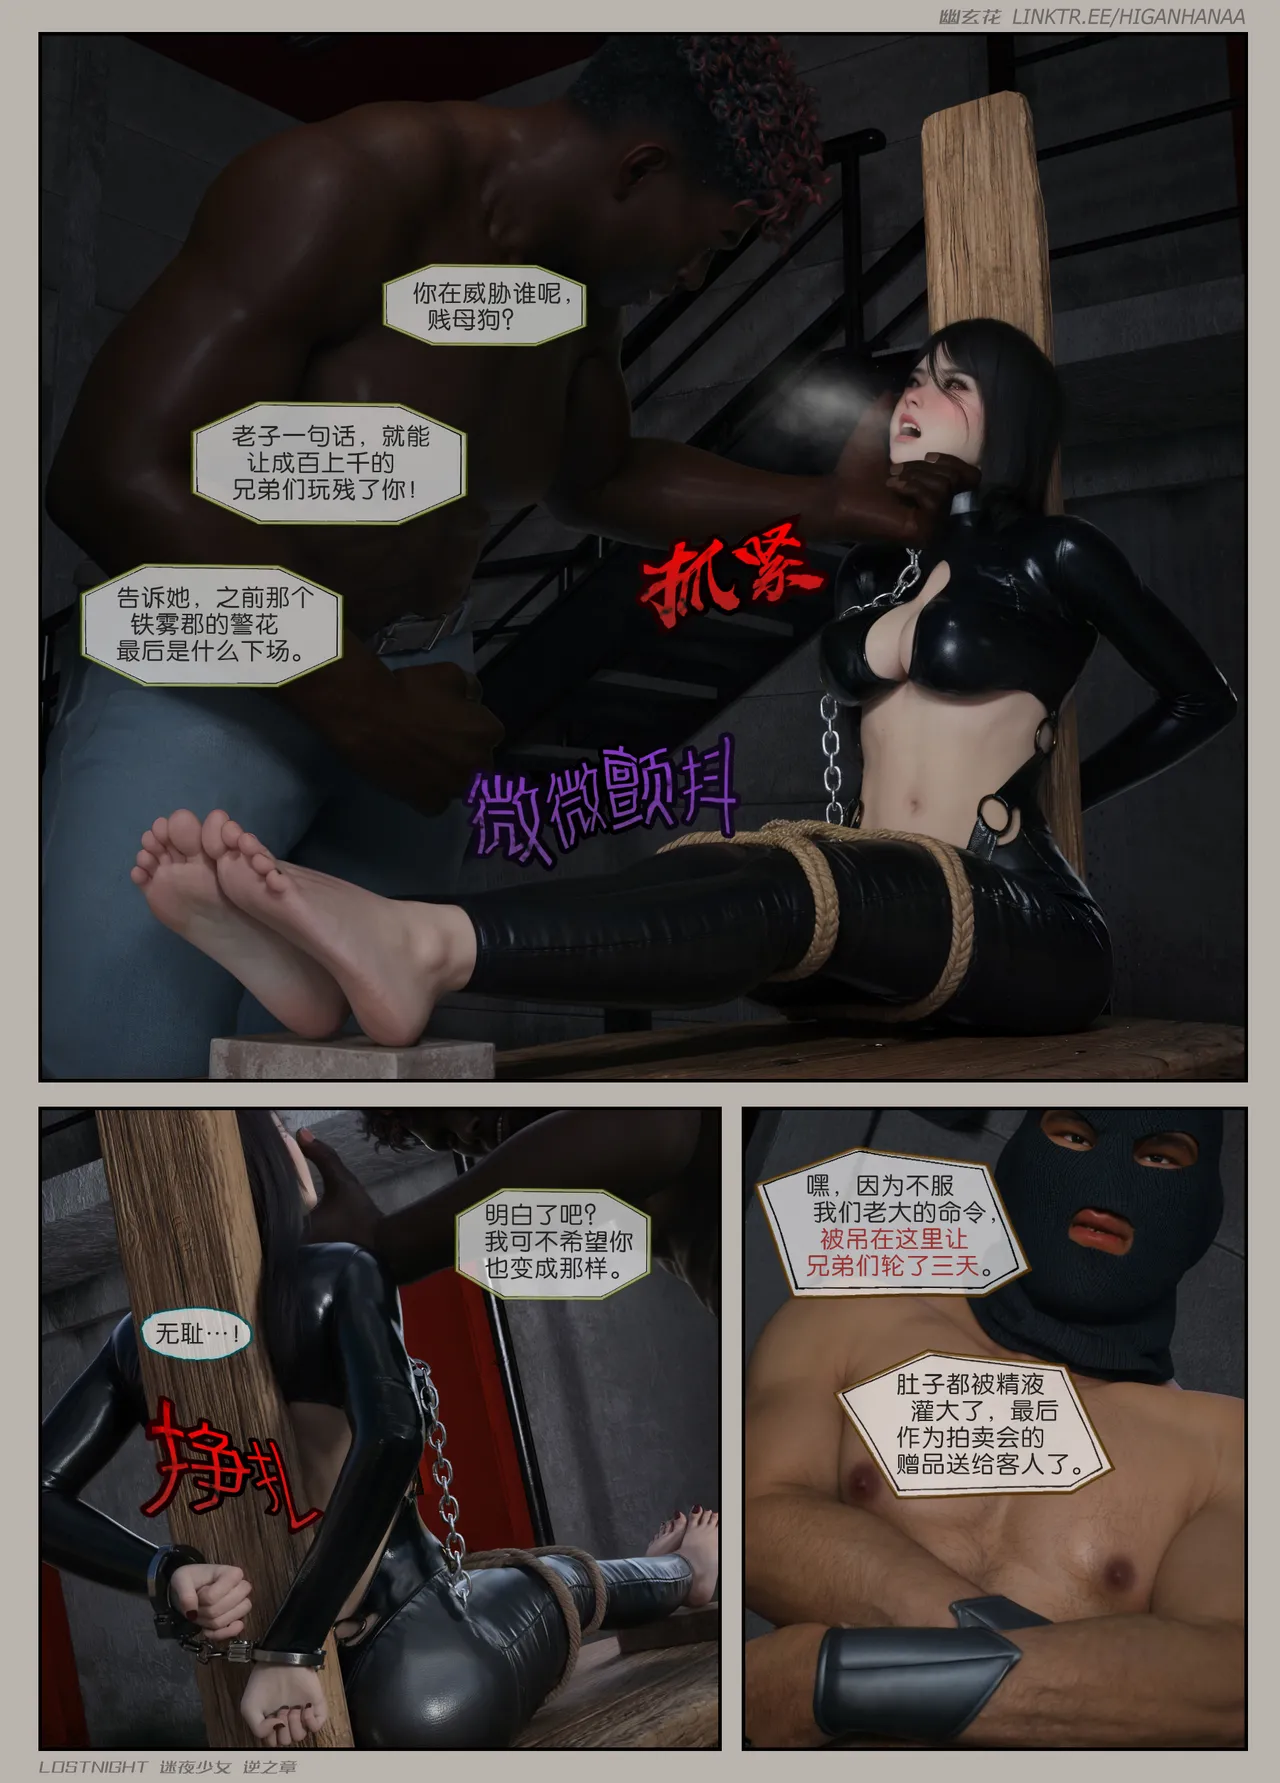 幽玄花 LINKTR.EE/HIGANHANAA
你在威胁谁呢，
贱母狗？
老子一句话，就能
让成百上千的
兄弟们玩残了你！
告诉她，之前那个
铁雾郡的警花
最后是什么下场。
抓紧
微微颤抖
明白了吧？
我可不希望你
也变成那样。
无耻…！
挣扎
嘿，因为不服
我们老大的命令，
被吊在这里让
兄弟们轮了三天。
肚子都被精液
灌大了，最后
作为拍卖会的
赠品送给客人了。
LOSTNIGHT 迷夜少女 逆之章